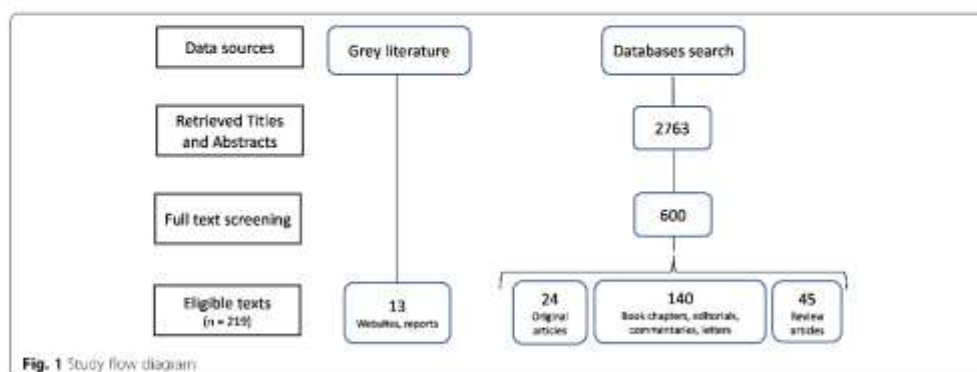 Data sources
Grey literature
Databases search
Retrieved Titles
and Abstracts
2763
Full text screening
600
Eligible texts
(n = 219)
13
Websites, reports
24
Original
articles
140
Book chapters, editorials,
commentaries, letters
45
Review
articles
Fig. 1 Study flow diagram